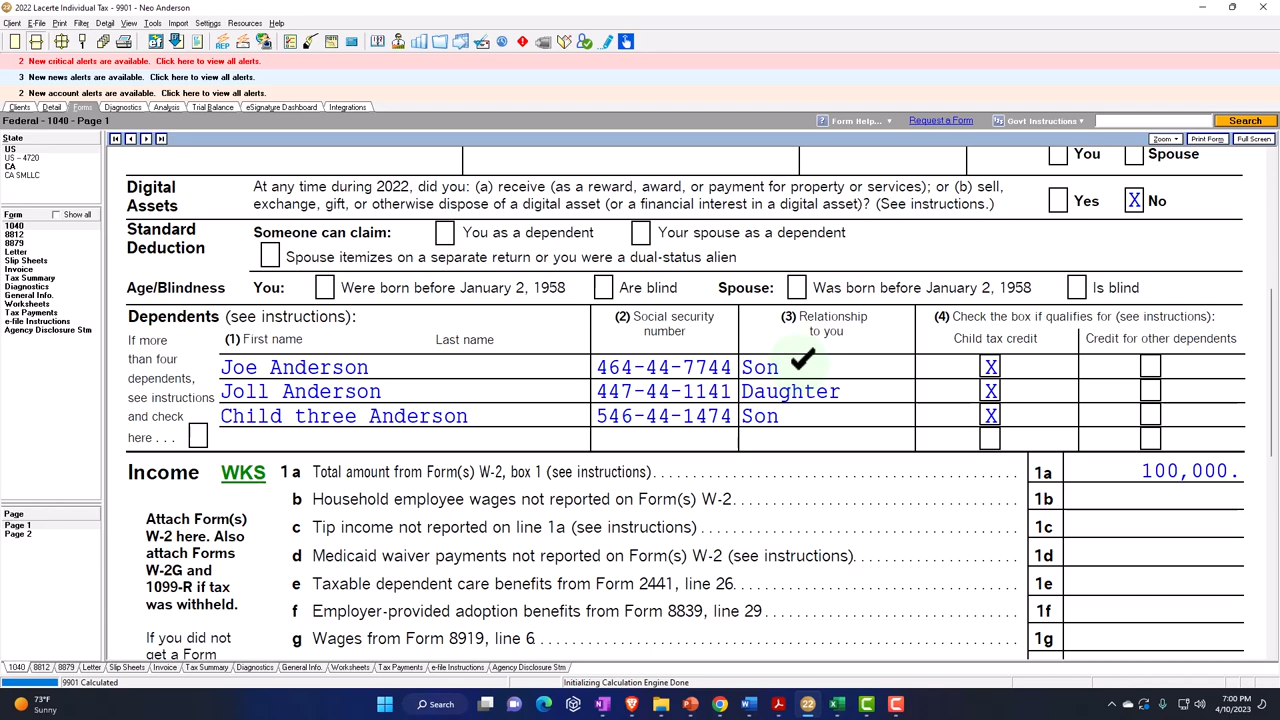 2022 Lacerte Individual Tax - 9901 - Neo Anderson
Client E-File Print Filter Detail View Tools Import Settings Resources Help
REP
2 New critical alerts are available. Click here to view all alerts.
3 New news alerts are available. Click here to view all alerts.
2 New account alerts are available. Click here to view all alerts.
Clients Detail Forms Diagnostics Analysis Trial Balance eSignature Dashboard Integrations
Federal - 1040 - Page 1
Form Help... Request a Form Govt Instructions Search
Zoom Print Form Full Screen
State
US
US - 4720
CA
CA SMLLC
Form Show all
1040
8812
8879
Letter
Slip Sheets
Invoice
Tax Summary
Diagnostics
General Info.
Worksheets
Tax Payments
e-file Instructions
Agency Disclosure Stm
Page
Page 1
Page 2
You Spouse
Digital Assets
At any time during 2022, did you: (a) receive (as a reward, award, or payment for property or services); or (b) sell,
exchange, gift, or otherwise dispose of a digital asset (or a financial interest in a digital asset)? (See instructions.) Yes X No
Standard Deduction
Someone can claim: You as a dependent Your spouse as a dependent
Spouse itemizes on a separate return or you were a dual-status alien
Age/Blindness You: Were born before January 2, 1958 Are blind Spouse: Was born before January 2, 1958 Is blind
Dependents (see instructions): (2) Social security number (3) Relationship to you (4) Check the box if qualifies for (see instructions):
(1) First name Last name Child tax credit Credit for other dependents
If more than four dependents, see instructions and check here . . .
Joe Anderson 464-44-7744 Son X
Joll Anderson 447-44-1141 Daughter X
Child three Anderson 546-44-1474 Son X
Income WKS 1a Total amount from Form(s) W-2, box 1 (see instructions) 1a 100,000.
b Household employee wages not reported on Form(s) W-2 1b
c Tip income not reported on line 1a (see instructions) 1c
d Medicaid waiver payments not reported on Form(s) W-2 (see instructions) 1d
e Taxable dependent care benefits from Form 2441, line 26 1e
f Employer-provided adoption benefits from Form 8839, line 29 1f
g Wages from Form 8919, line 6 1g
Attach Form(s)
W-2 here. Also
attach Forms
W-2G and
1099-R if tax
was withheld.
If you did not
get a Form
1040 8812 8879 Letter Slip Sheets Invoice Tax Summary Diagnostics General Info. Worksheets Tax Payments e-file Instructions Agency Disclosure Stm
9901 Calculated Initializing Calculation Engine Done
73°F
Sunny
Search
22
7:00 PM
4/10/2023